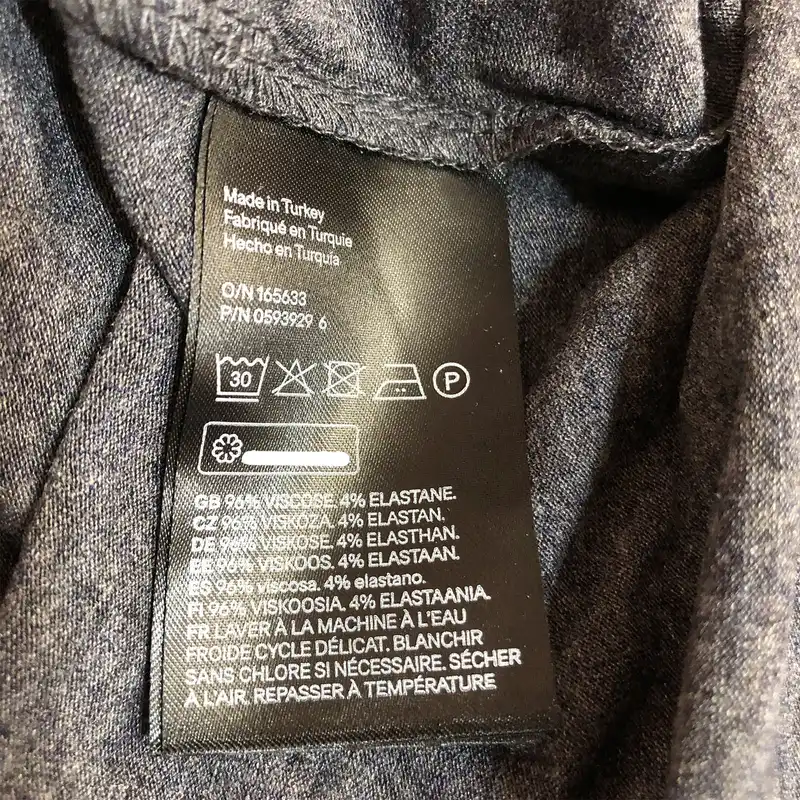 Made in Turkey
Fabriqué en Turquie
Hecho en Turquia
O/N 165633
P/N 0593929 6
30
P
GB 96% VISCOSE. 4% ELASTANE.
CZ 96% VISKOZA. 4% ELASTAN.
DE 96% VISKOSE. 4% ELASTHAN.
EE 96% VISKOOS. 4% ELASTAAN.
ES 96% viscosa. 4% elastano.
FI 96% VISKOOSIA. 4% ELASTAANIA.
FR LAVER À LA MACHINE À L'EAU
FROIDE CYCLE DÉLICAT. BLANCHIR
SANS CHLORE SI NÉCESSAIRE. SÉCHER
À L'AIR. REPASSER À TEMPÉRATURE